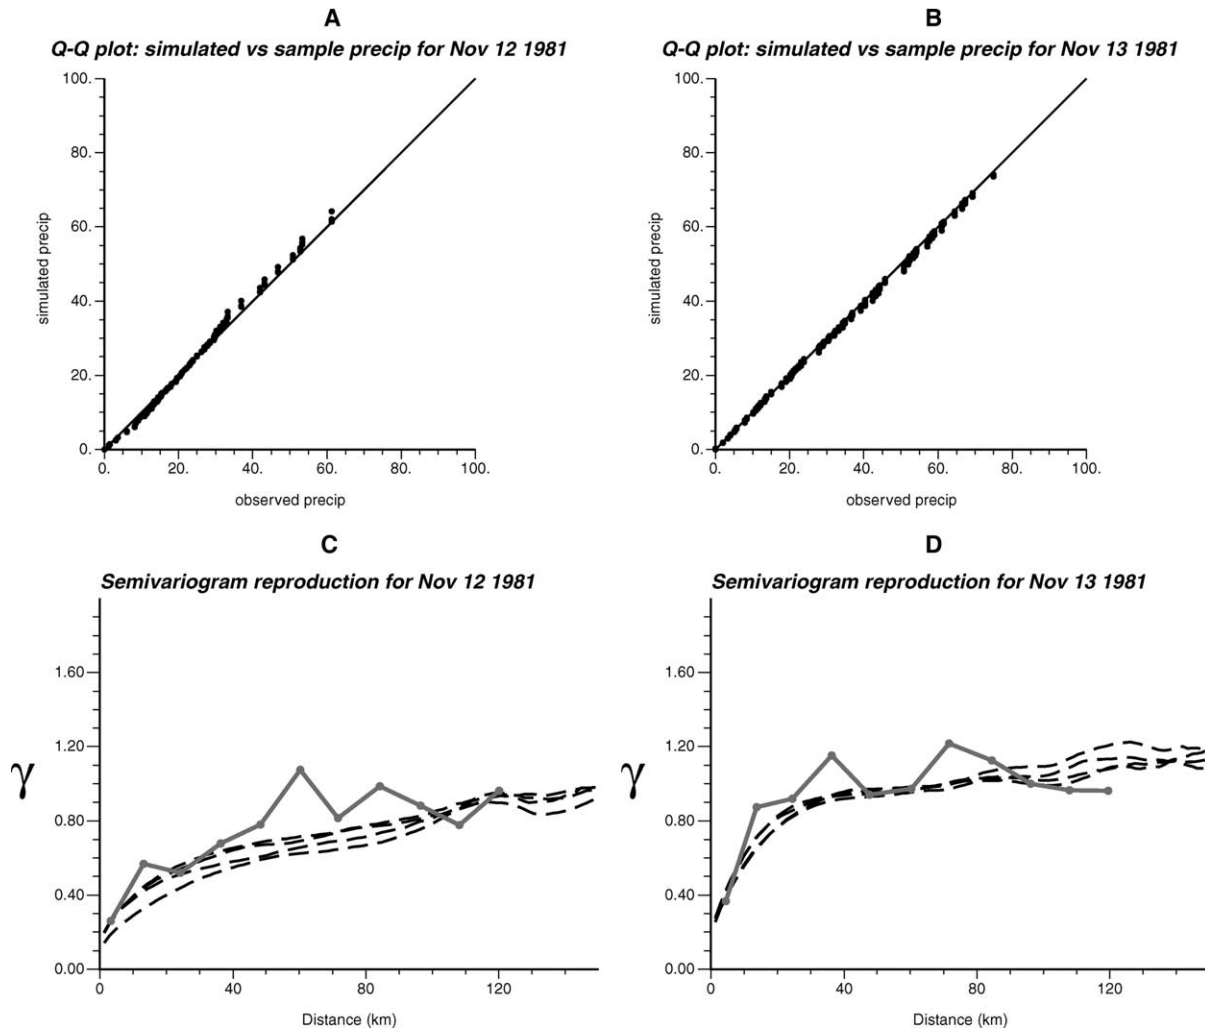 A
Q-Q plot: simulated vs sample precip for Nov 12 1981
100.
80.
60.
40.
20.
0.
simulated precip
0. 20. 40. 60. 80. 100.
observed precip
B
Q-Q plot: simulated vs sample precip for Nov 13 1981
100.
80.
60.
40.
20.
0.
simulated precip
0. 20. 40. 60. 80. 100.
observed precip
C
Semivariogram reproduction for Nov 12 1981
1.60
1.20
0.80
0.40
0.00
γ
0 40 80 120
Distance (km)
D
Semivariogram reproduction for Nov 13 1981
1.60
1.20
0.80
0.40
0.00
γ
0 40 80 120
Distance (km)